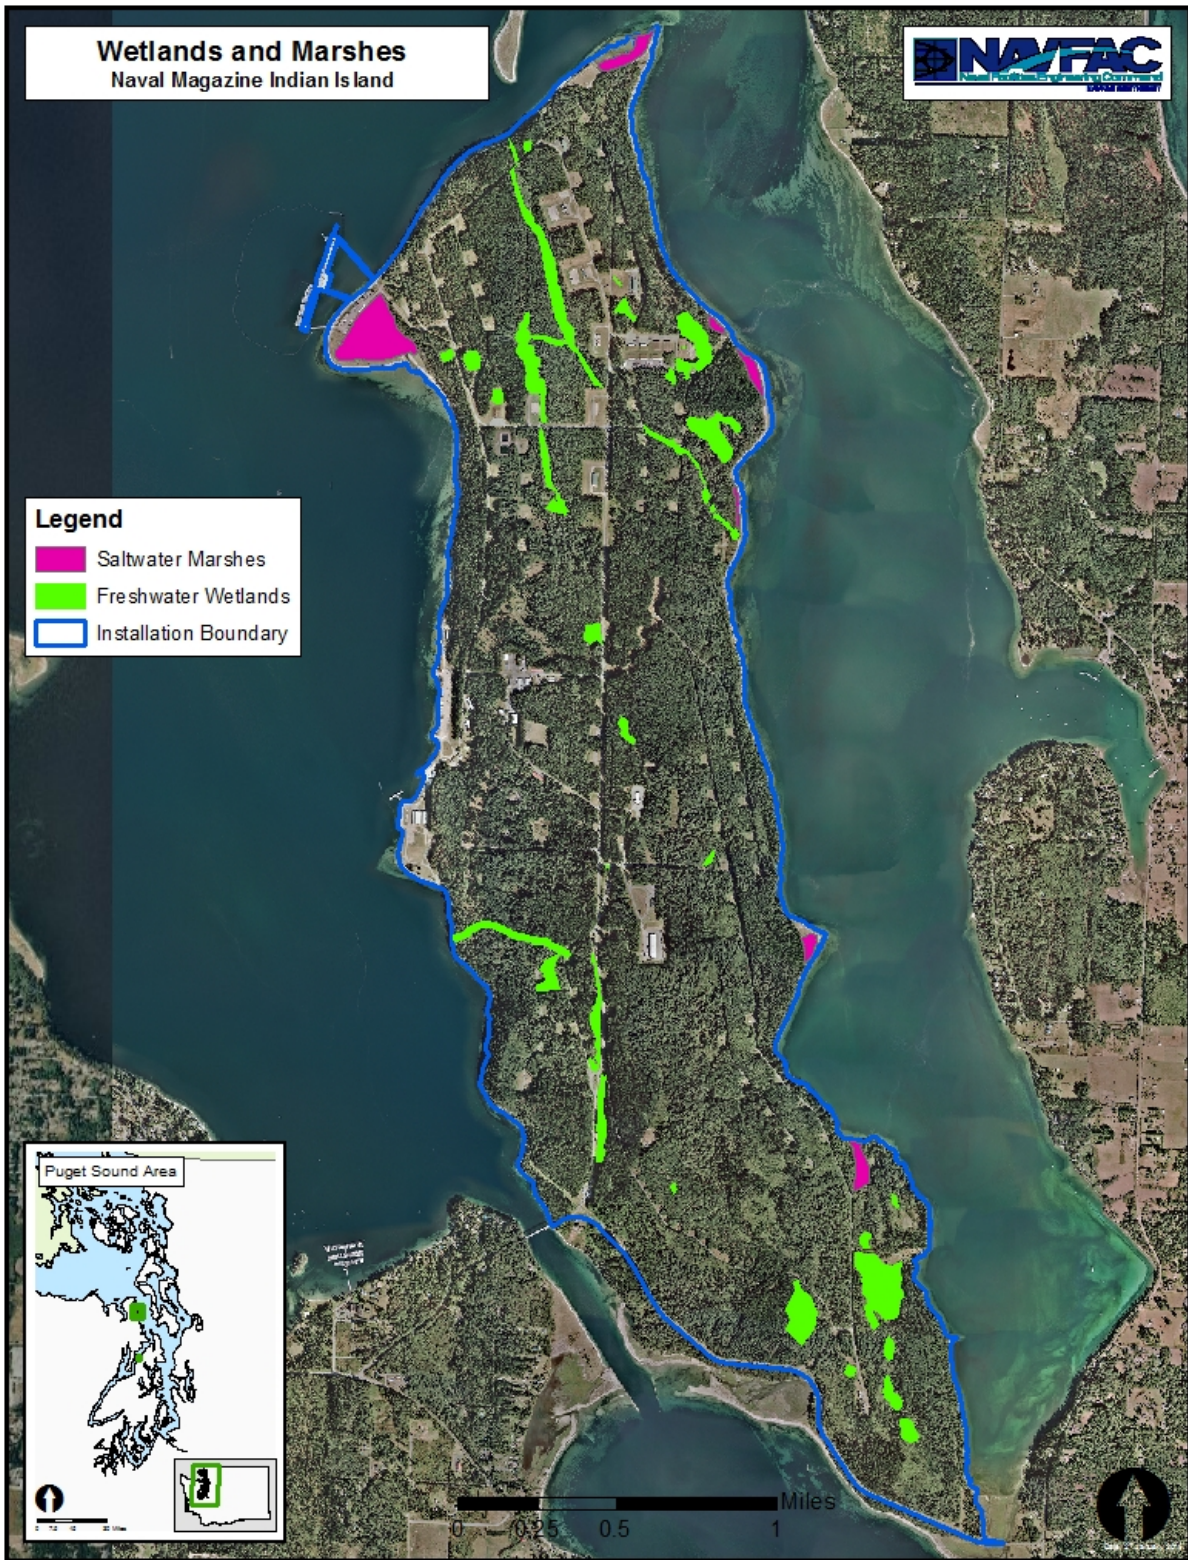 Wetlands and Marshes
Naval Magazine Indian Island
NAVFAC
Naval Facilities Engineering Command
Legend
Saltwater Marshes
Freshwater Wetlands
Installation Boundary
Puget Sound Area
Miles
0 0.25 0.5 1